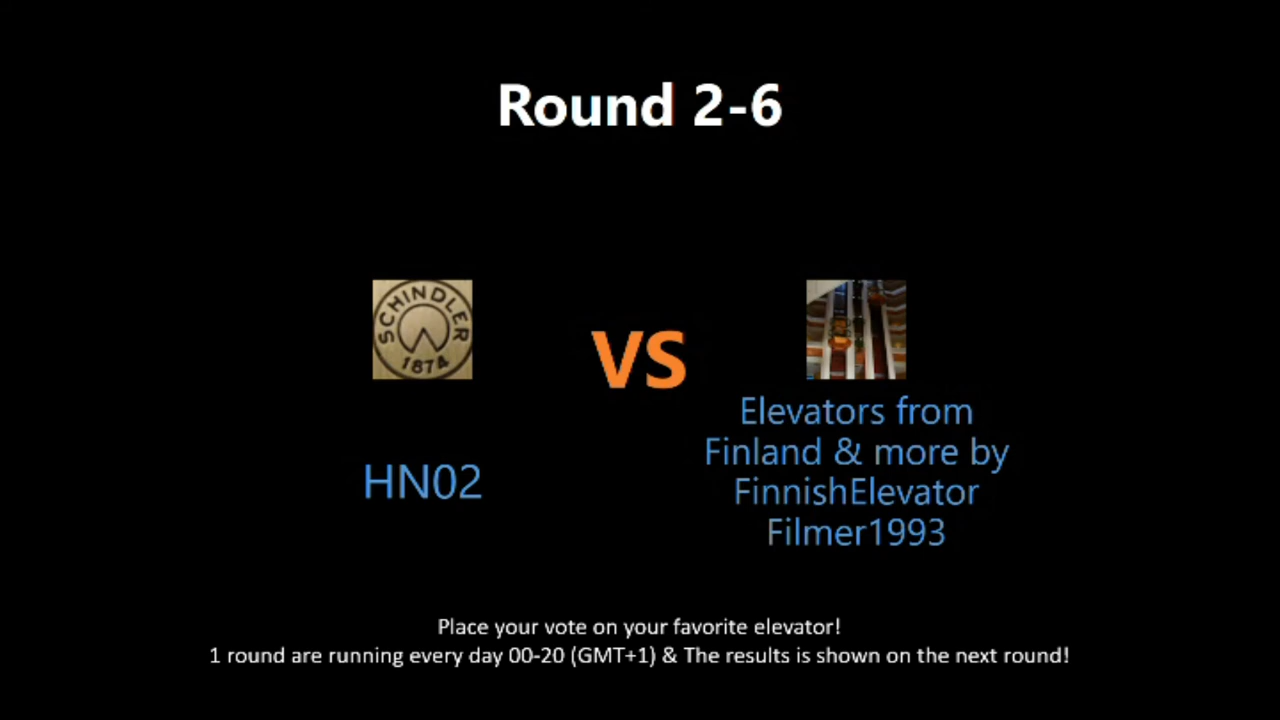 Round 2-6
SCHINDLER
1874
VS
HN02
Elevators from
Finland & more by
FinnishElevator
Filmer1993
Place your vote on your favorite elevator!
1 round are running every day 00-20 (GMT+1) & The results is shown on the next round!